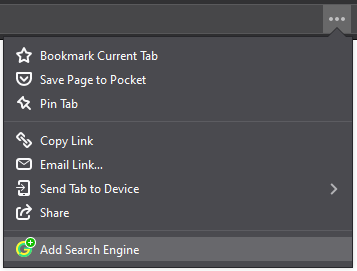 Bookmark Current Tab
Save Page to Pocket
Pin Tab
Copy Link
Email Link...
Send Tab to Device
Share
Add Search Engine